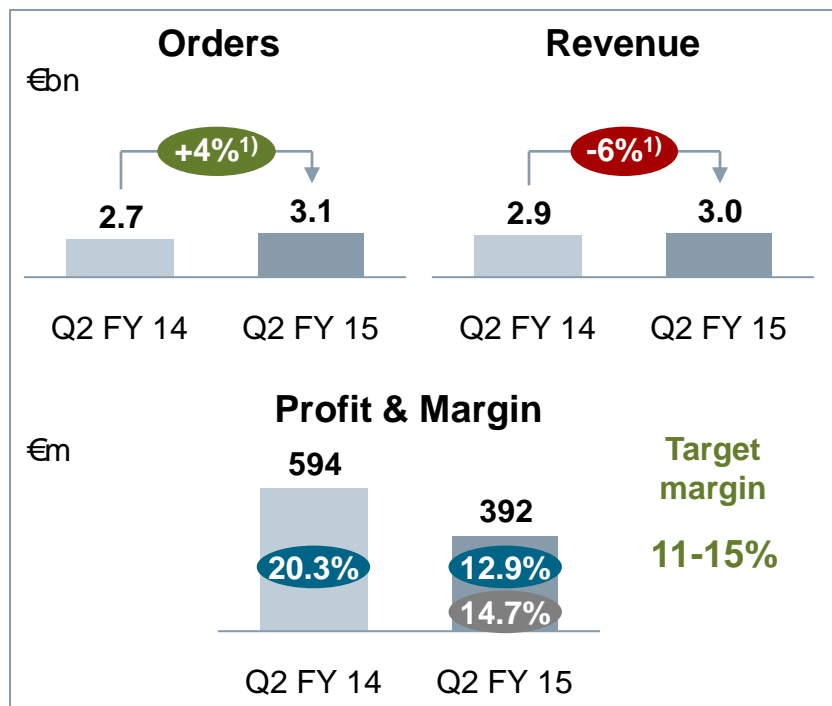 Orders
€bn
+4%1)
2.7
3.1
Q2 FY 14
Q2 FY 15
Revenue
-6%1)
2.9
3.0
Q2 FY 14
Q2 FY 15
Profit & Margin
€m
594
392
20.3%
12.9%
14.7%
Q2 FY 14
Q2 FY 15
Target
margin
11-15%